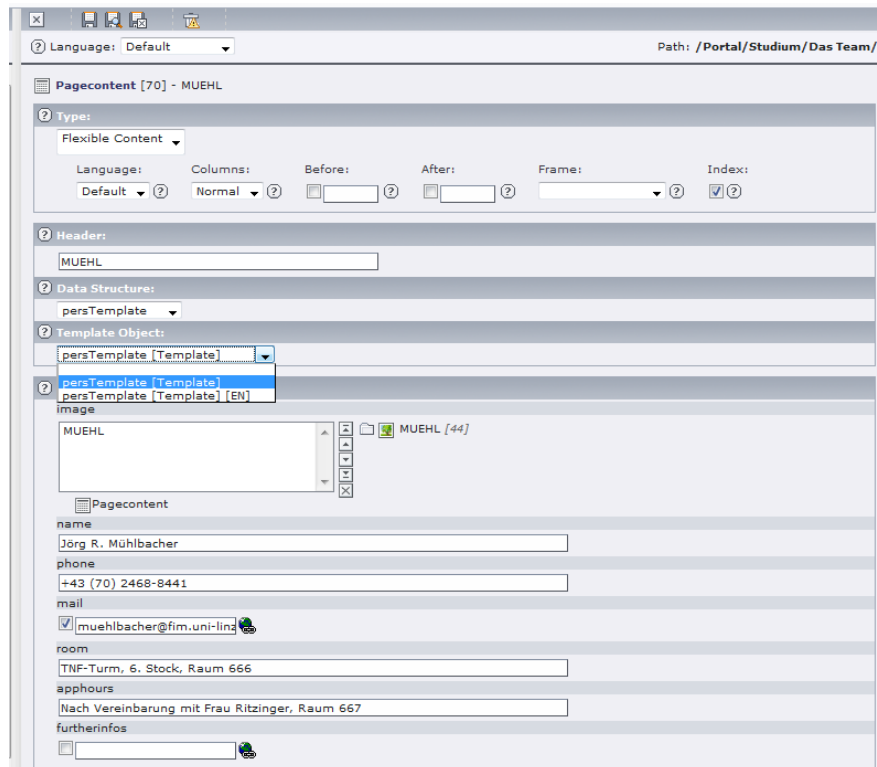 Language: Default Path: /Portal/Studium/Das Team/
Pagecontent [70] - MUEHL
Type:
Flexible Content
Language: Columns: Before: After: Frame: Index:
Default Normal
Header:
MUEHL
Data Structure:
persTemplate
Template Object:
persTemplate [Template]
persTemplate [Template]
persTemplate [Template] [EN]
image
MUEHL MUEHL [44]
Pagecontent
name
Jörg R. Mühlbacher
phone
+43 (70) 2468-8441
mail
muehlbacher@fim.uni-linz
room
TNF-Turm, 6. Stock, Raum 666
apphours
Nach Vereinbarung mit Frau Ritzinger, Raum 667
furtherinfos